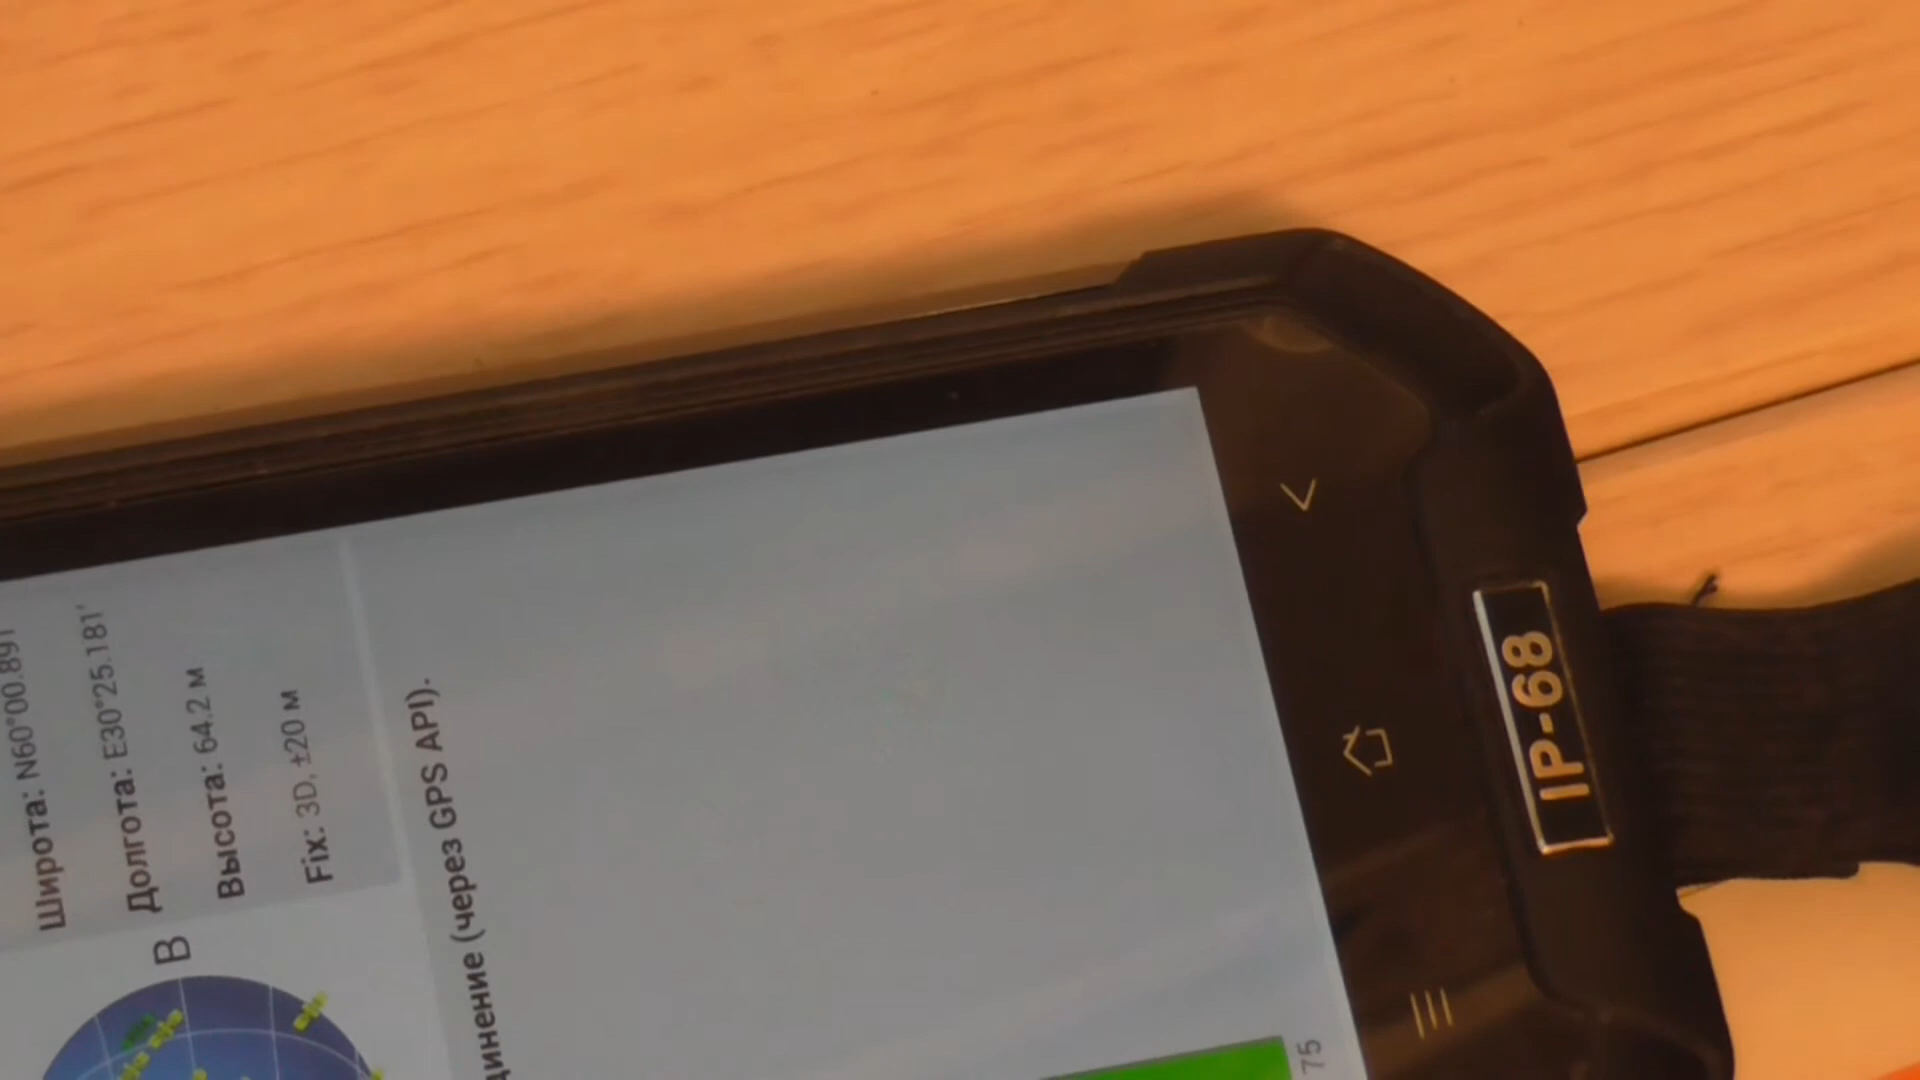 Широта: N60°00.891
Долгота: E30°25.181'
Высота: 64.2 м
Fix: 3D, ±20 м
В
динение (через GPS API).
75
IP-68